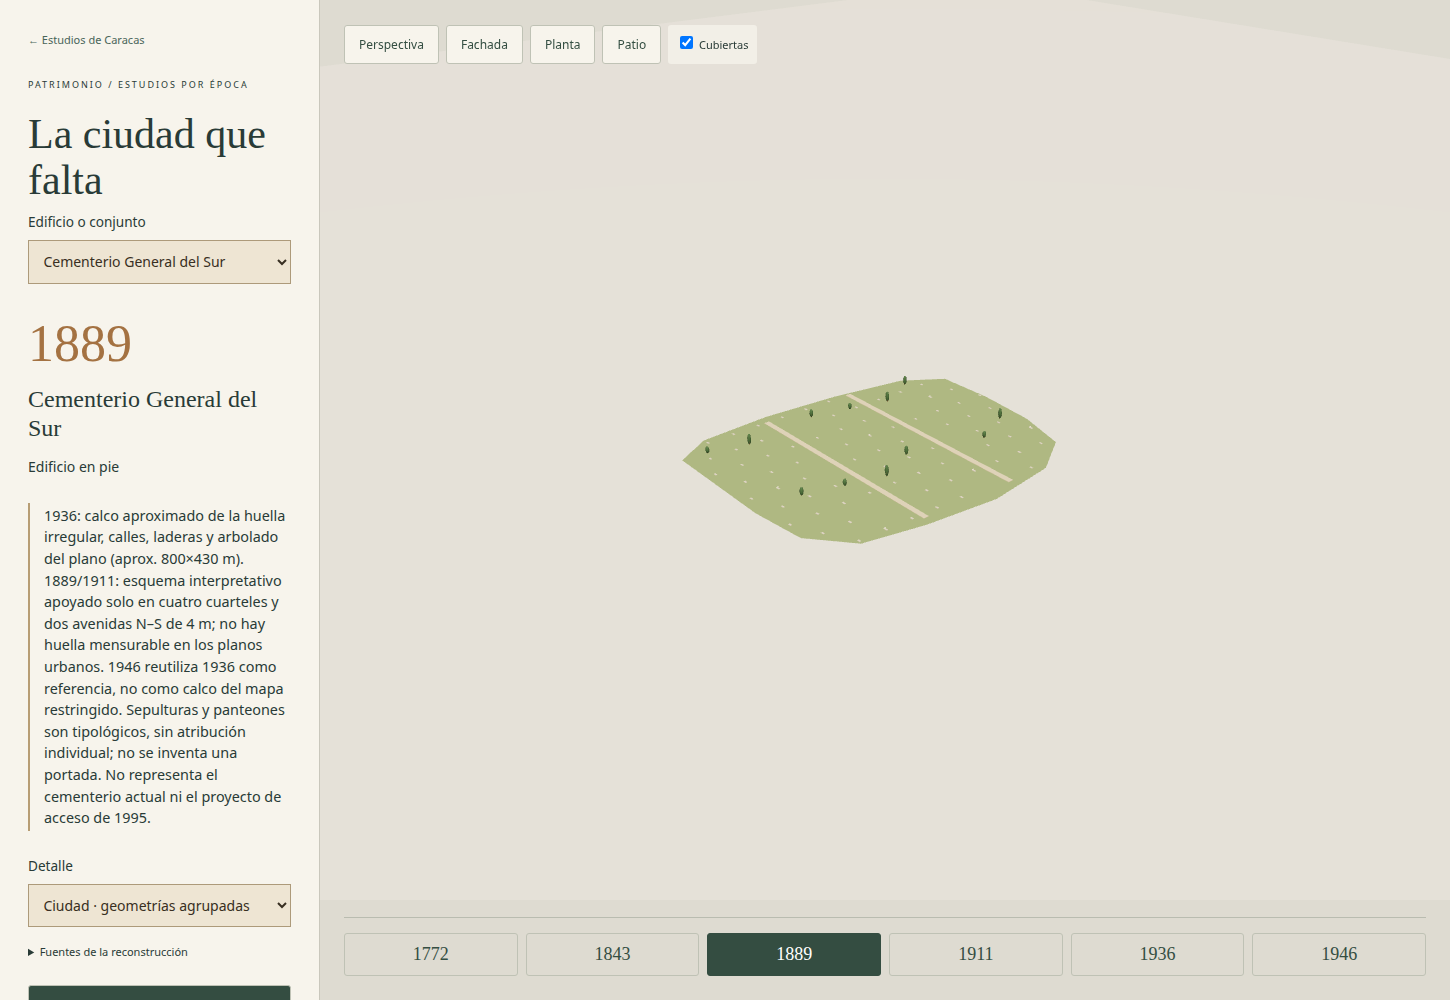 ← Estudios de Caracas
PATRIMONIO / ESTUDIOS POR ÉPOCA
La ciudad que
falta
Edificio o conjunto
Cementerio General del Sur
1889
Cementerio General del
Sur
Edificio en pie
1936: calco aproximado de la huella
irregular, calles, laderas y arbolado
del plano (aprox. 800×430 m).
1889/1911: esquema interpretativo
apoyado solo en cuatro cuarteles y
dos avenidas N–S de 4 m; no hay
huella mensurable en los planos
urbanos. 1946 reutiliza 1936 como
referencia, no como calco del mapa
restringido. Sepulturas y panteones
son tipológicos, sin atribución
individual; no se inventa una
portada. No representa el
cementerio actual ni el proyecto de
acceso de 1995.
Detalle
Ciudad · geometrías agrupadas
▶ Fuentes de la reconstrucción
Perspectiva
Fachada
Planta
Patio
Cubiertas
1772
1843
1889
1911
1936
1946